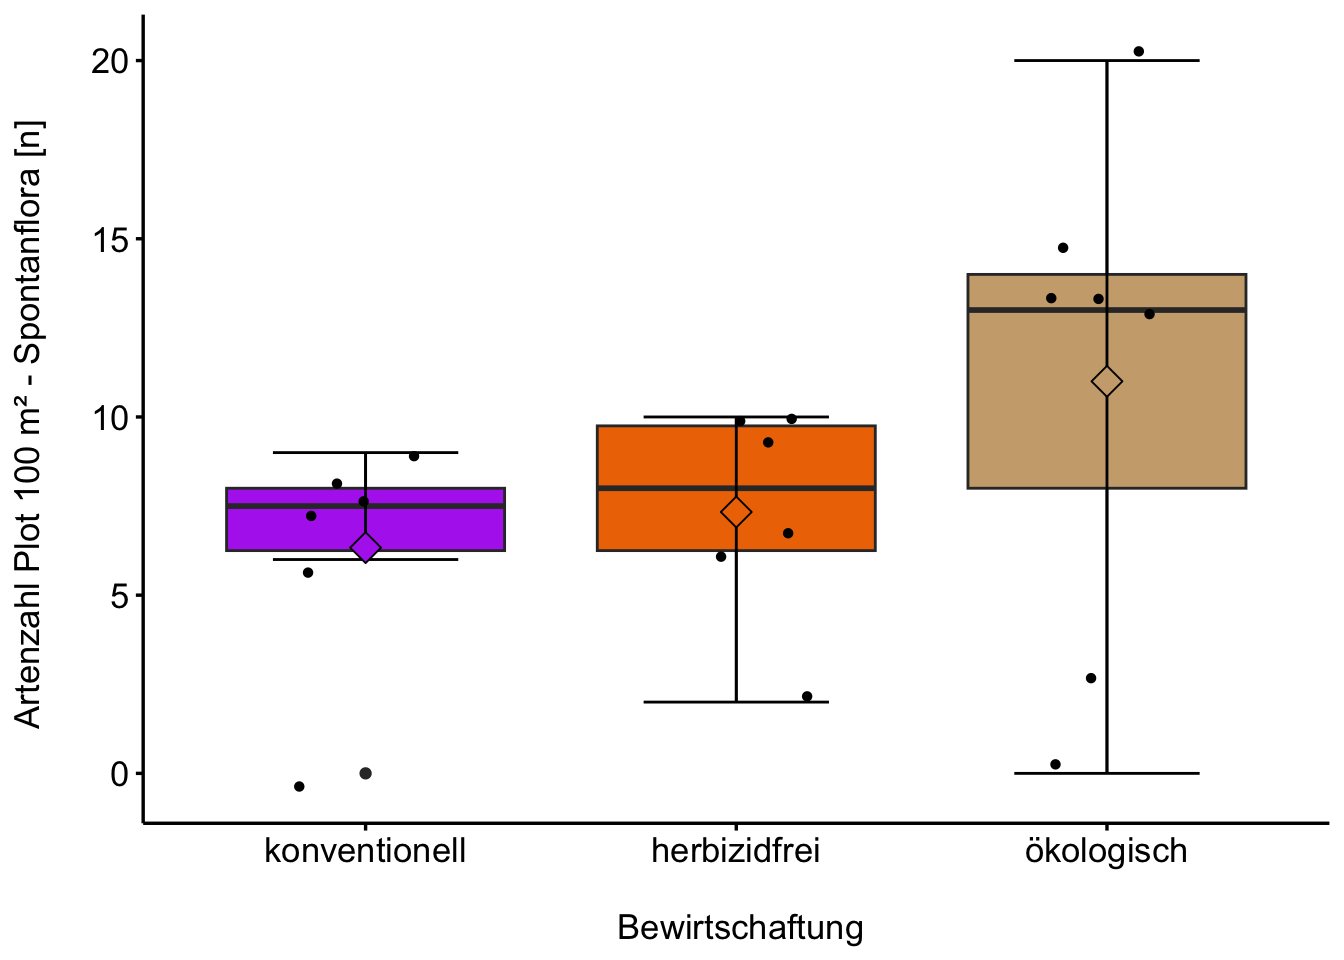 Artenzahl Plot 100 m² - Spontanflora [n]
20
15
10
5
0
konventionell
herbizidfrei
ökologisch
Bewirtschaftung